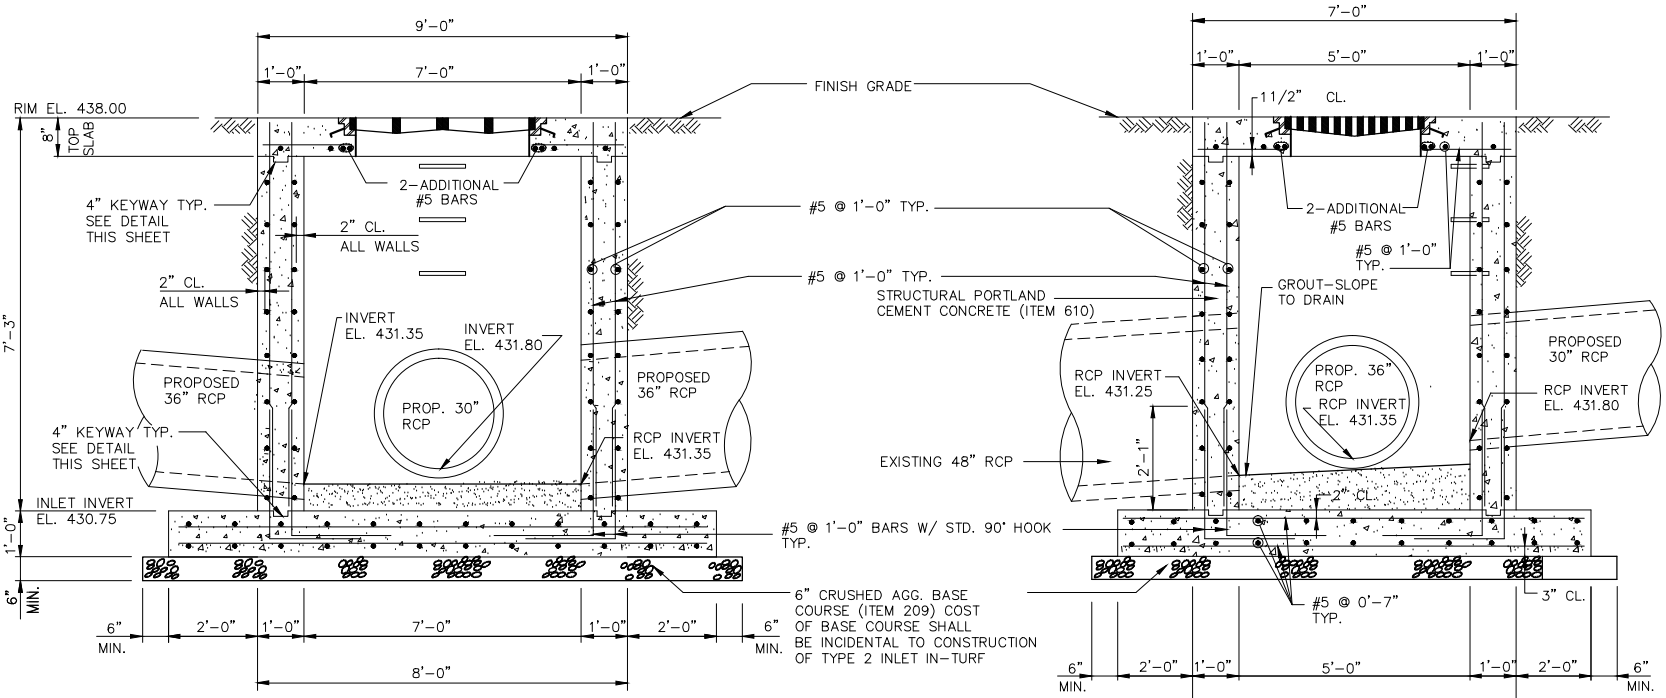 9'-0"
1'-0"
7'-0"
1'-0"
RIM EL. 438.00
8"
TOP
SLAB
FINISH GRADE
7'-0"
1'-0"
5'-0"
1'-0"
11/2" CL.
4" KEYWAY TYP.
SEE DETAIL
THIS SHEET
2-ADDITIONAL
#5 BARS
2" CL.
ALL WALLS
2" CL.
ALL WALLS
7'-3"
#5 @ 1'-0" TYP.
#5 @ 1'-0" TYP.
STRUCTURAL PORTLAND
CEMENT CONCRETE (ITEM 610)
2-ADDITIONAL
#5 BARS
#5 @ 1'-0"
TYP.
GROUT-SLOPE
TO DRAIN
INVERT
EL. 431.35
INVERT
EL. 431.80
PROPOSED
36" RCP
PROP. 30"
RCP
PROPOSED
36" RCP
RCP INVERT
EL. 431.35
4" KEYWAY TYP.
SEE DETAIL
THIS SHEET
INLET INVERT
EL. 430.75
1'-0"
6"
MIN.
RCP INVERT
EL. 431.25
PROP. 36"
RCP
RCP INVERT
EL. 431.35
PROPOSED
30" RCP
RCP INVERT
EL. 431.80
EXISTING 48" RCP
2'-1"
2" CL.
#5 @ 1'-0" BARS W/ STD. 90° HOOK
TYP.
6" CRUSHED AGG. BASE
COURSE (ITEM 209) COST
OF BASE COURSE SHALL
BE INCIDENTAL TO CONSTRUCTION
OF TYPE 2 INLET IN-TURF
#5 @ 0'-7"
TYP.
3" CL.
6"
MIN.
2'-0"
1'-0"
7'-0"
1'-0"
2'-0"
6"
MIN.
8'-0"
6"
MIN.
2'-0"
1'-0"
5'-0"
1'-0"
2'-0"
6"
MIN.